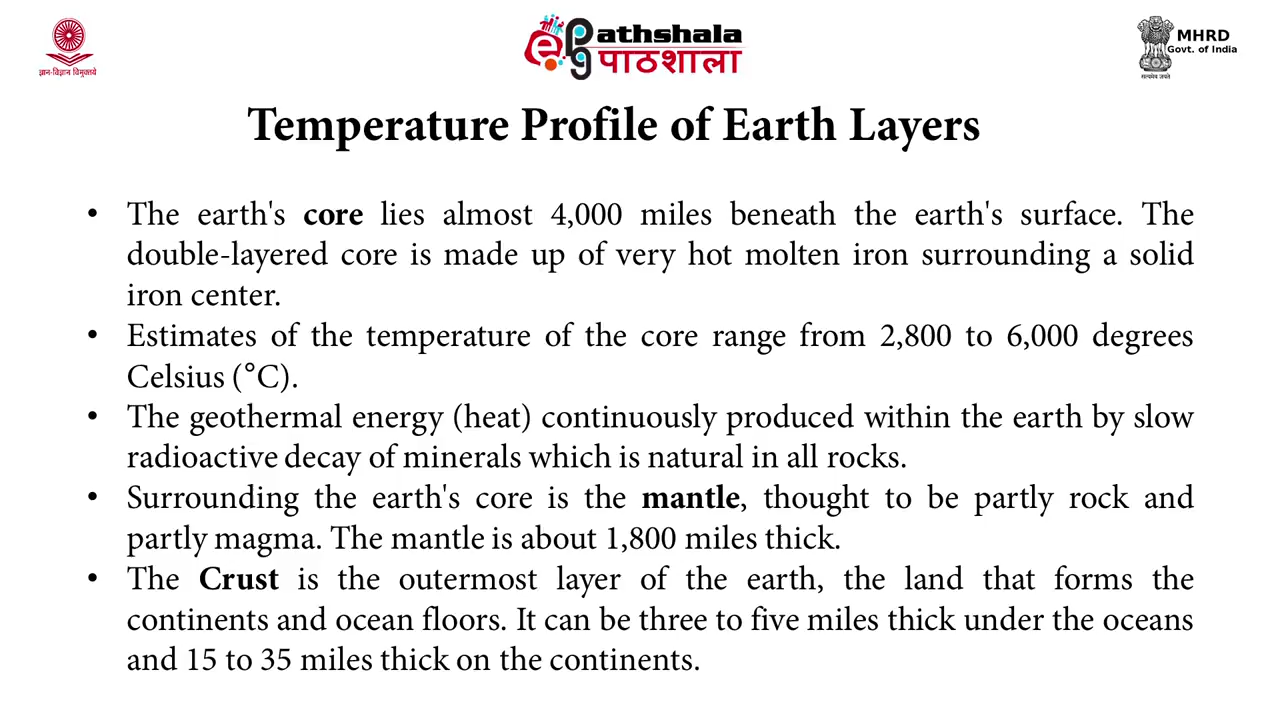 ज्ञान-विज्ञान विमुक्तये
epg Pathshala
पाठशाला
MHRD
Govt. of India
सत्यमेव जयते
Temperature Profile of Earth Layers
• The earth's core lies almost 4,000 miles beneath the earth's surface. The
double-layered core is made up of very hot molten iron surrounding a solid
iron center.
• Estimates of the temperature of the core range from 2,800 to 6,000 degrees
Celsius (°C).
• The geothermal energy (heat) continuously produced within the earth by slow
radioactive decay of minerals which is natural in all rocks.
• Surrounding the earth's core is the mantle, thought to be partly rock and
partly magma. The mantle is about 1,800 miles thick.
• The Crust is the outermost layer of the earth, the land that forms the
continents and ocean floors. It can be three to five miles thick under the oceans
and 15 to 35 miles thick on the continents.